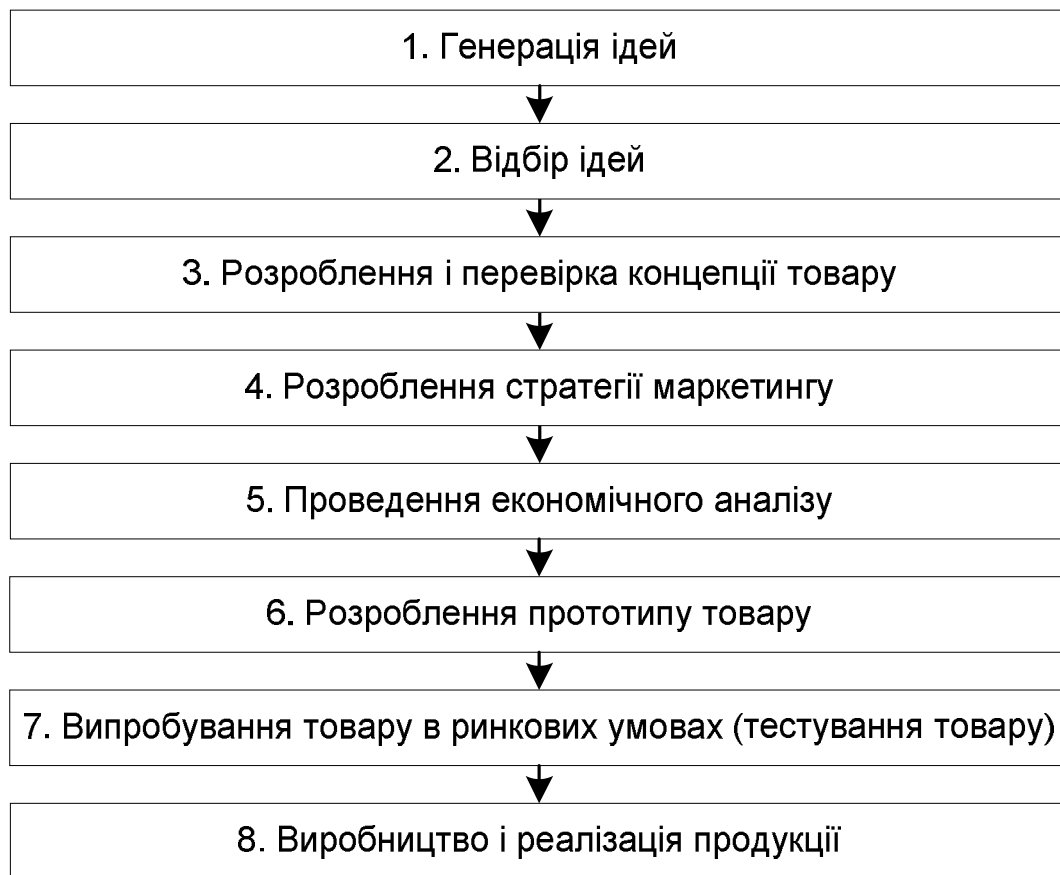 1. Генерація ідей
2. Відбір ідей
3. Розроблення і перевірка концепції товару
4. Розроблення стратегії маркетингу
5. Проведення економічного аналізу
6. Розроблення прототипу товару
7. Випробування товару в ринкових умовах (тестування товару)
8. Виробництво і реалізація продукції